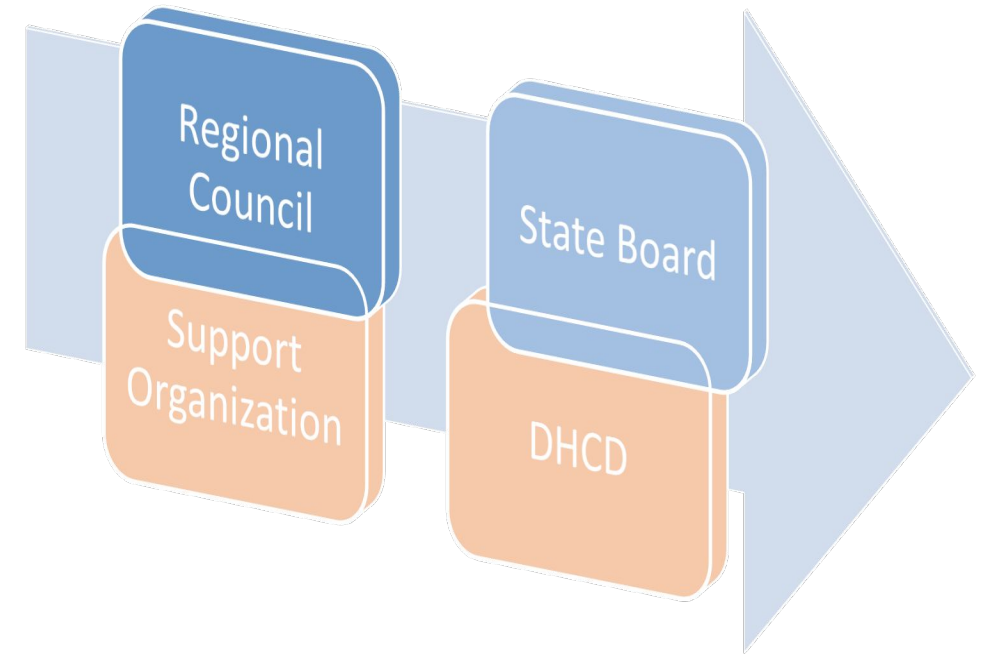 Regional
Council
Support
Organization
State Board
DHCD